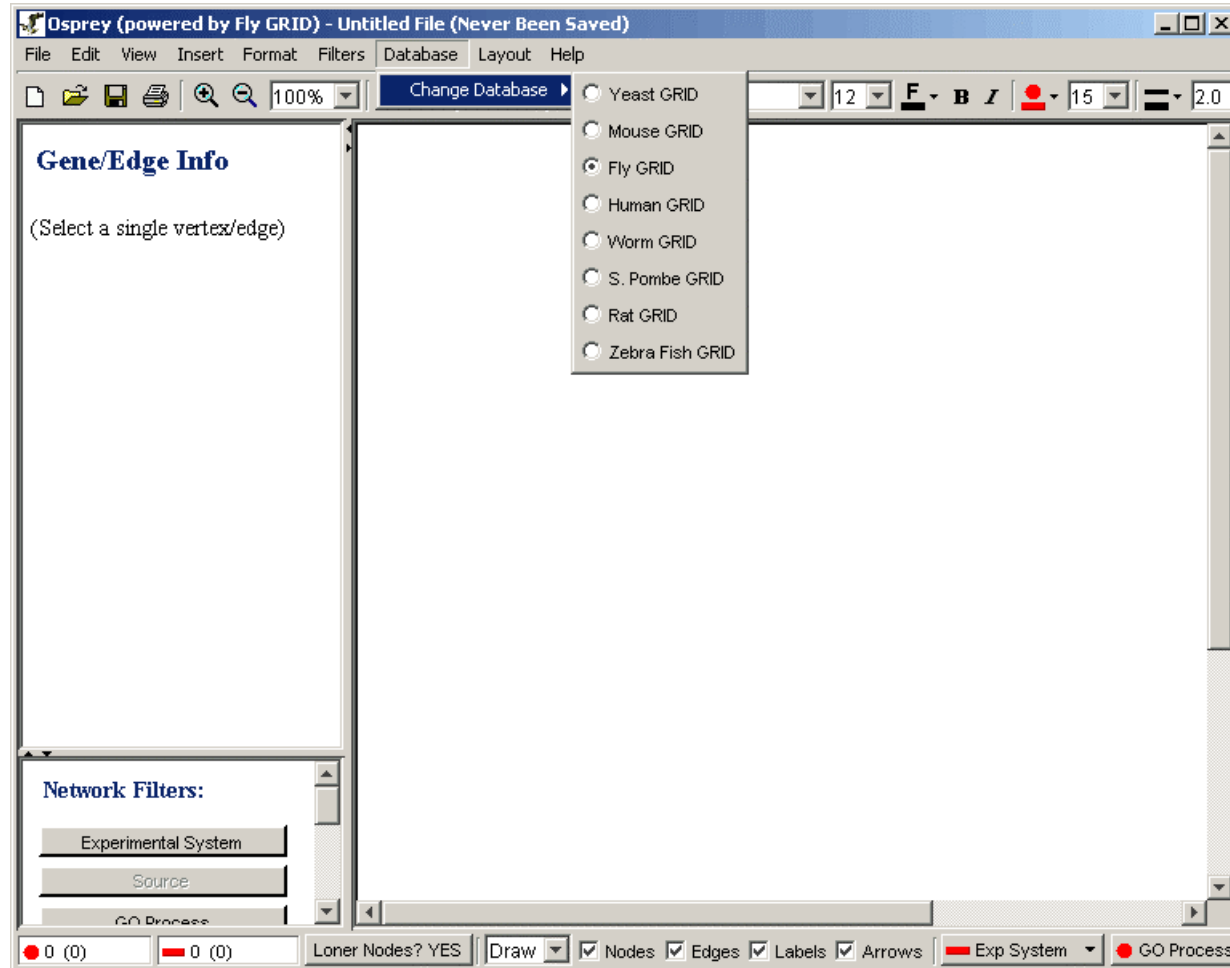 Osprey (powered by Fly GRID) - Untitled File (Never Been Saved)
File Edit View Insert Format Filters Database Layout Help
100% 12 F B I 15 2.0
Change Database
Yeast GRID
Mouse GRID
Fly GRID
Human GRID
Worm GRID
S. Pombe GRID
Rat GRID
Zebra Fish GRID
Gene/Edge Info
(Select a single vertex/edge)
Network Filters:
Experimental System
Source
GO Process
0 (0) 0 (0) Loner Nodes? YES Draw Nodes Edges Labels Arrows Exp System GO Process